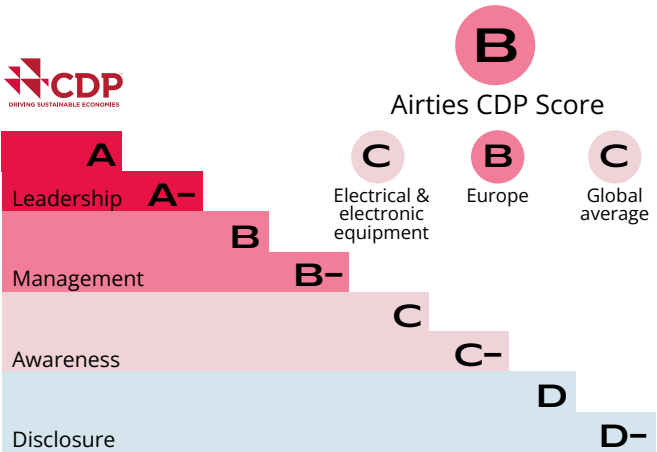 CDP
DRIVING SUSTAINABLE ECONOMIES
B
Airties CDP Score
C
Electrical &
electronic
equipment
B
Europe
C
Global
average
A
Leadership A-
B
Management B-
C
Awareness C-
D
Disclosure D-